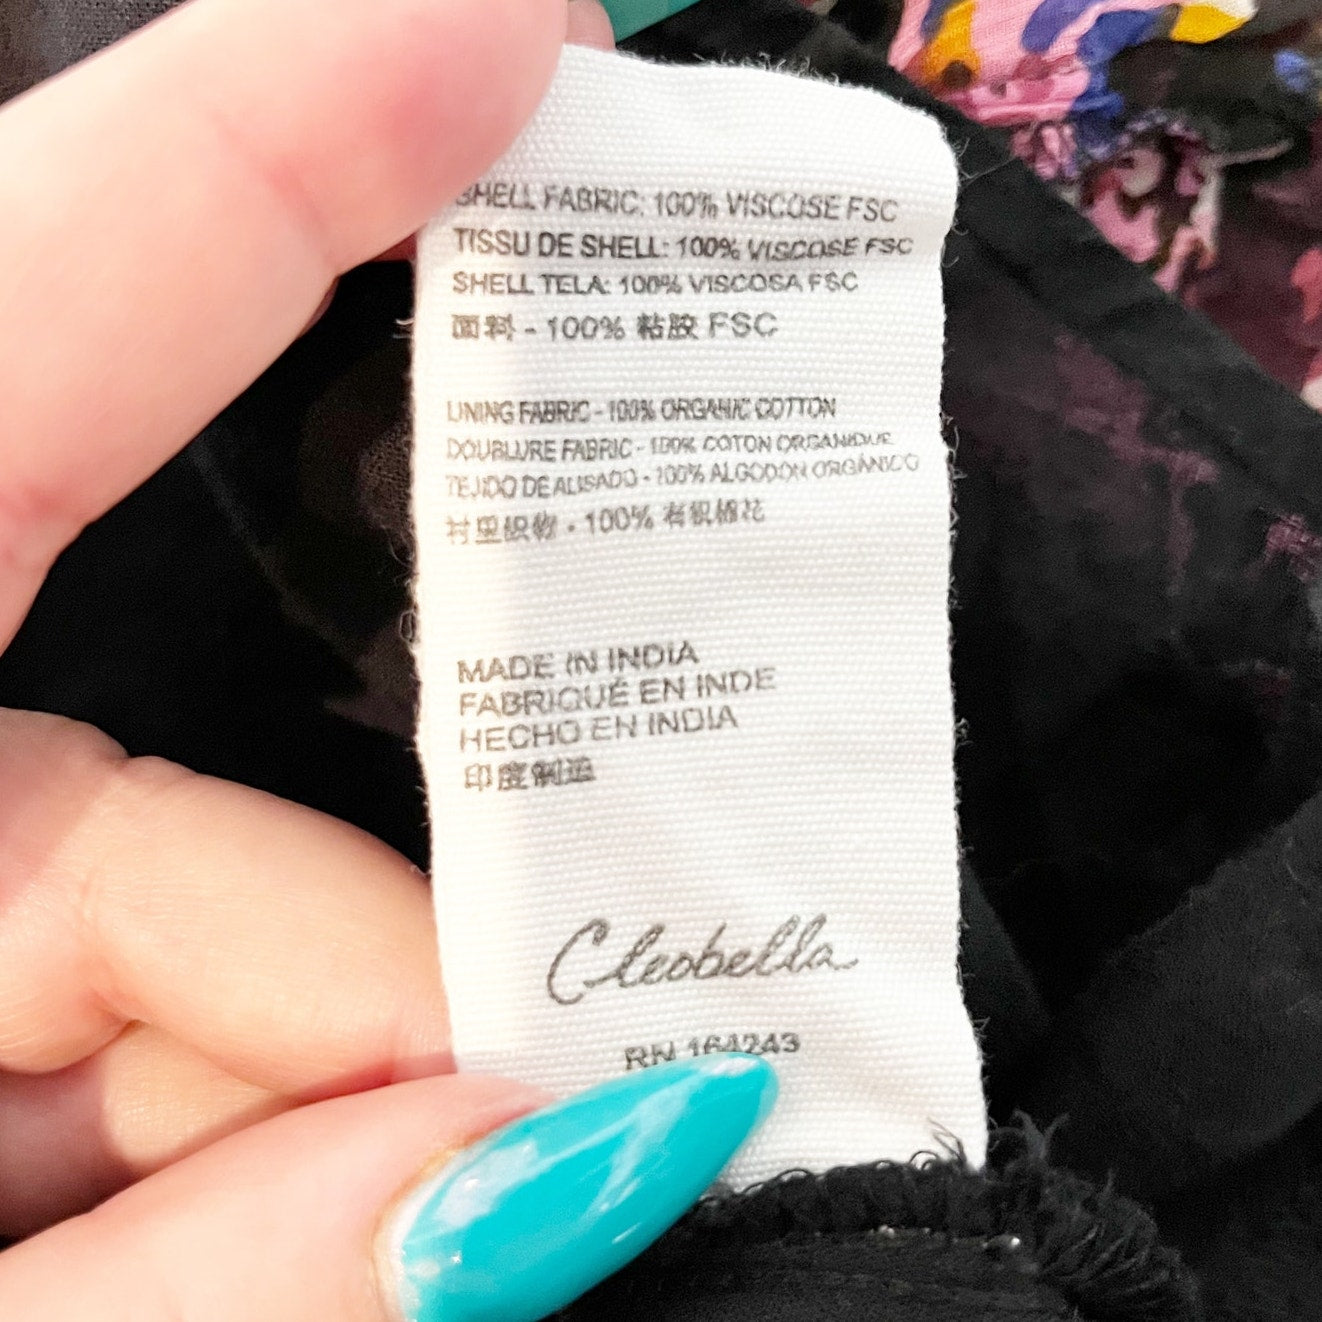 SHELL FABRIC: 100% VISCOSE FSC
TISSU DE SHELL: 100% VISCOSE FSC
SHELL TELA: 100% VISCOSA FSC
面料 - 100% 粘胶 FSC
LINING FABRIC - 100% ORGANIC COTTON
DOUBLURE FABRIC - 100% COTON ORGANIQUE
TEJIDO DE ALISADO - 100% ALGODÓN ORGÁNICO
衬里织物 - 100% 有机棉花
MADE IN INDIA
FABRIQUÉ EN INDE
HECHO EN INDIA
印度制造
Cleobella
RN 164243